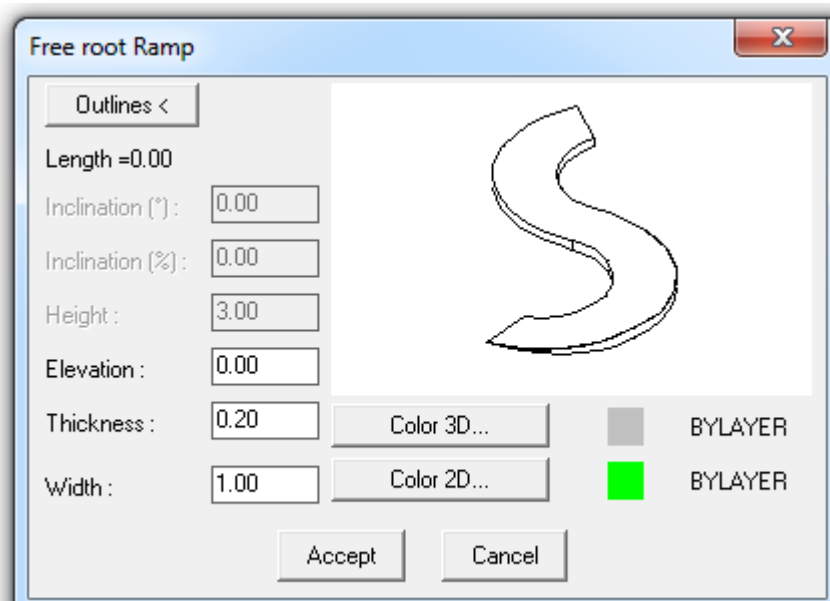 Free root Ramp
x
Outlines <
Length =0.00
Inclination (°) : 0.00
Inclination (%) : 0.00
Height : 3.00
Elevation : 0.00
Thickness : 0.20
Color 3D... BYLAYER
Width : 1.00
Color 2D... BYLAYER
Accept Cancel